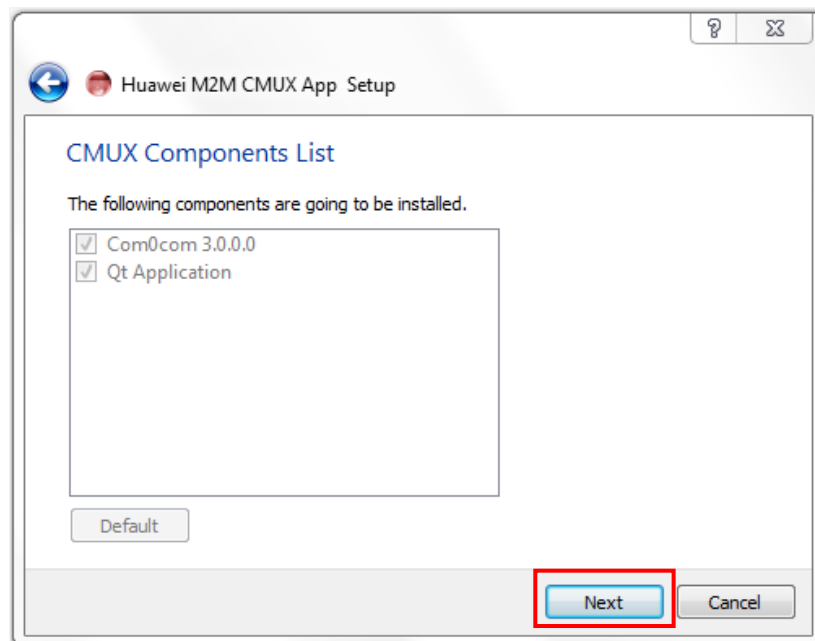 Huawei M2M CMUX App Setup
CMUX Components List
The following components are going to be installed.
Com0com 3.0.0.0
Qt Application
Default
Next
Cancel